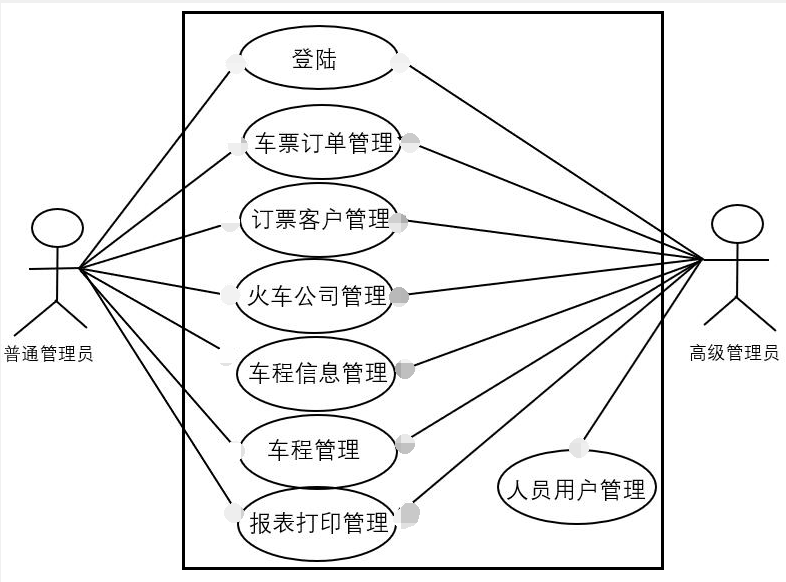 登陆
车票订单管理
订票客户管理
火车公司管理
普通管理员
高级管理员
车程信息管理
车程管理
人员用户管理
报表打印管理